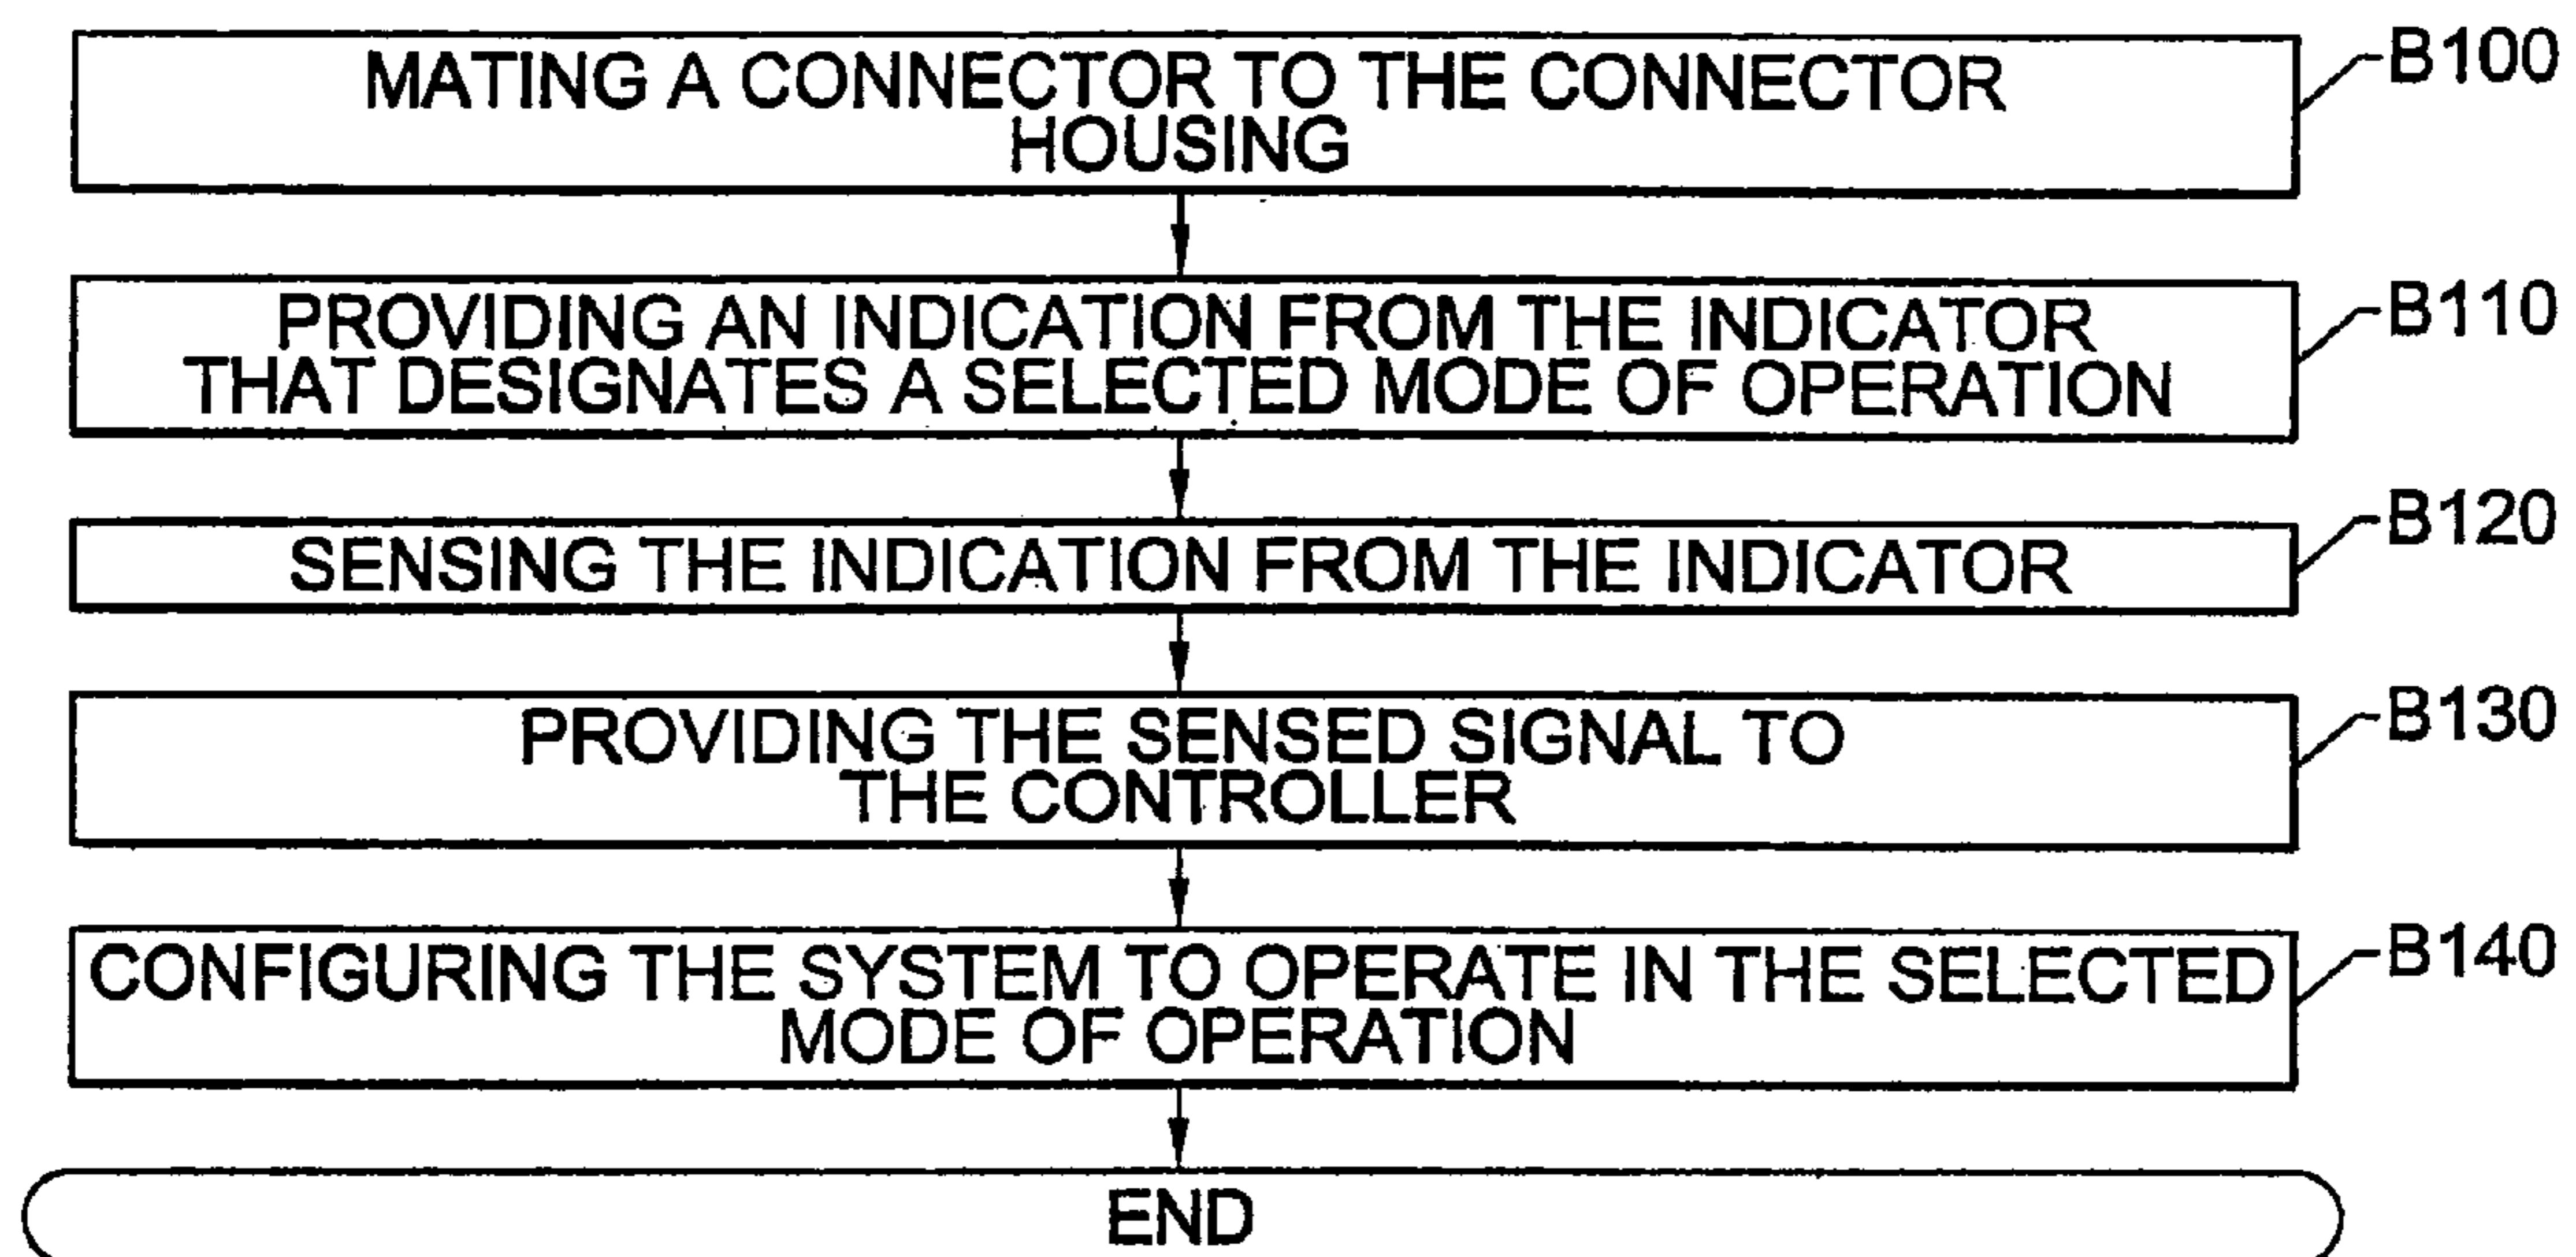 MATING A CONNECTOR TO THE CONNECTOR
HOUSING
B100
PROVIDING AN INDICATION FROM THE INDICATOR
THAT DESIGNATES A SELECTED MODE OF OPERATION
B110
SENSING THE INDICATION FROM THE INDICATOR
B120
PROVIDING THE SENSED SIGNAL TO
THE CONTROLLER
B130
CONFIGURING THE SYSTEM TO OPERATE IN THE SELECTED
MODE OF OPERATION
B140
END